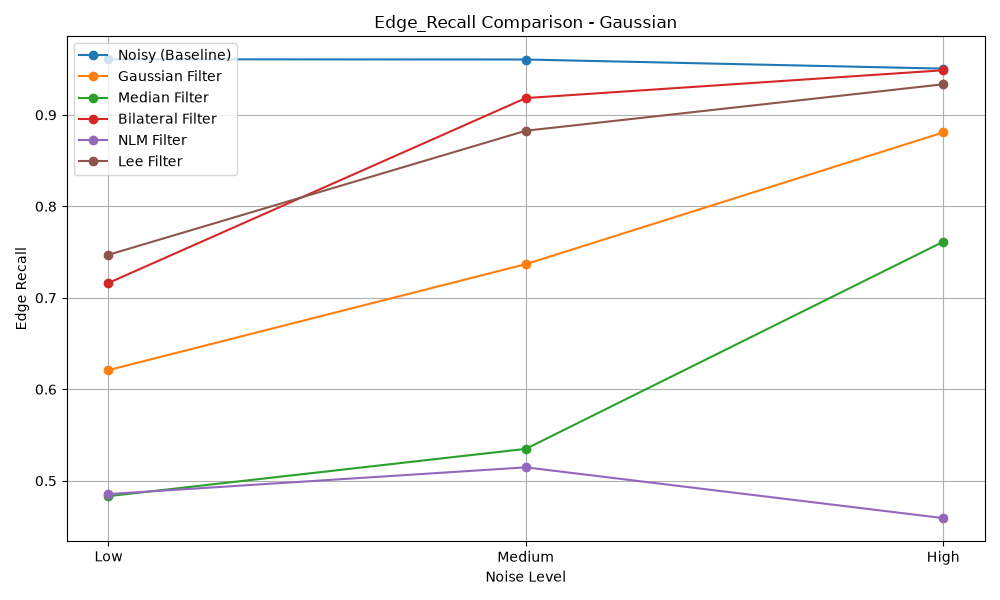 Edge_Recall Comparison - Gaussian
Noisy (Baseline)
Gaussian Filter
Median Filter
Bilateral Filter
NLM Filter
Lee Filter
Edge Recall
0.9
0.8
0.7
0.6
0.5
Low
Medium
High
Noise Level